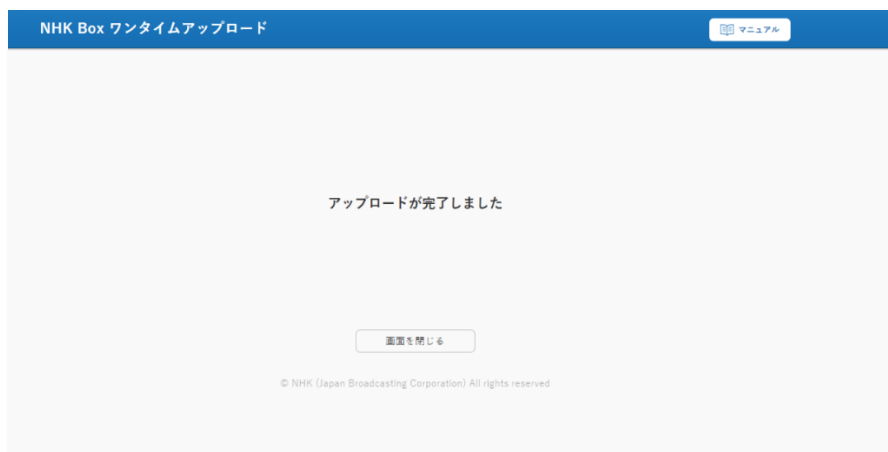 NHK Box ワンタイムアップロード
マニュアル
アップロードが完了しました
画面を閉じる
© NHK (Japan Broadcasting Corporation) All rights reserved